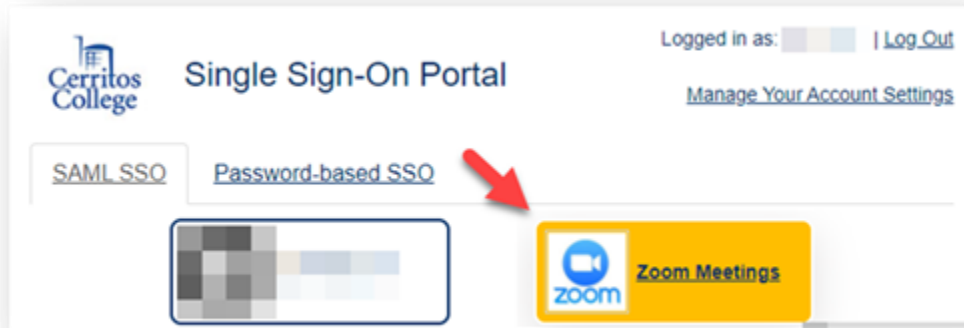 Logged in as: | Log Out
Cerritos College
Single Sign-On Portal
Manage Your Account Settings
SAML SSO
Password-based SSO
zoom
Zoom Meetings